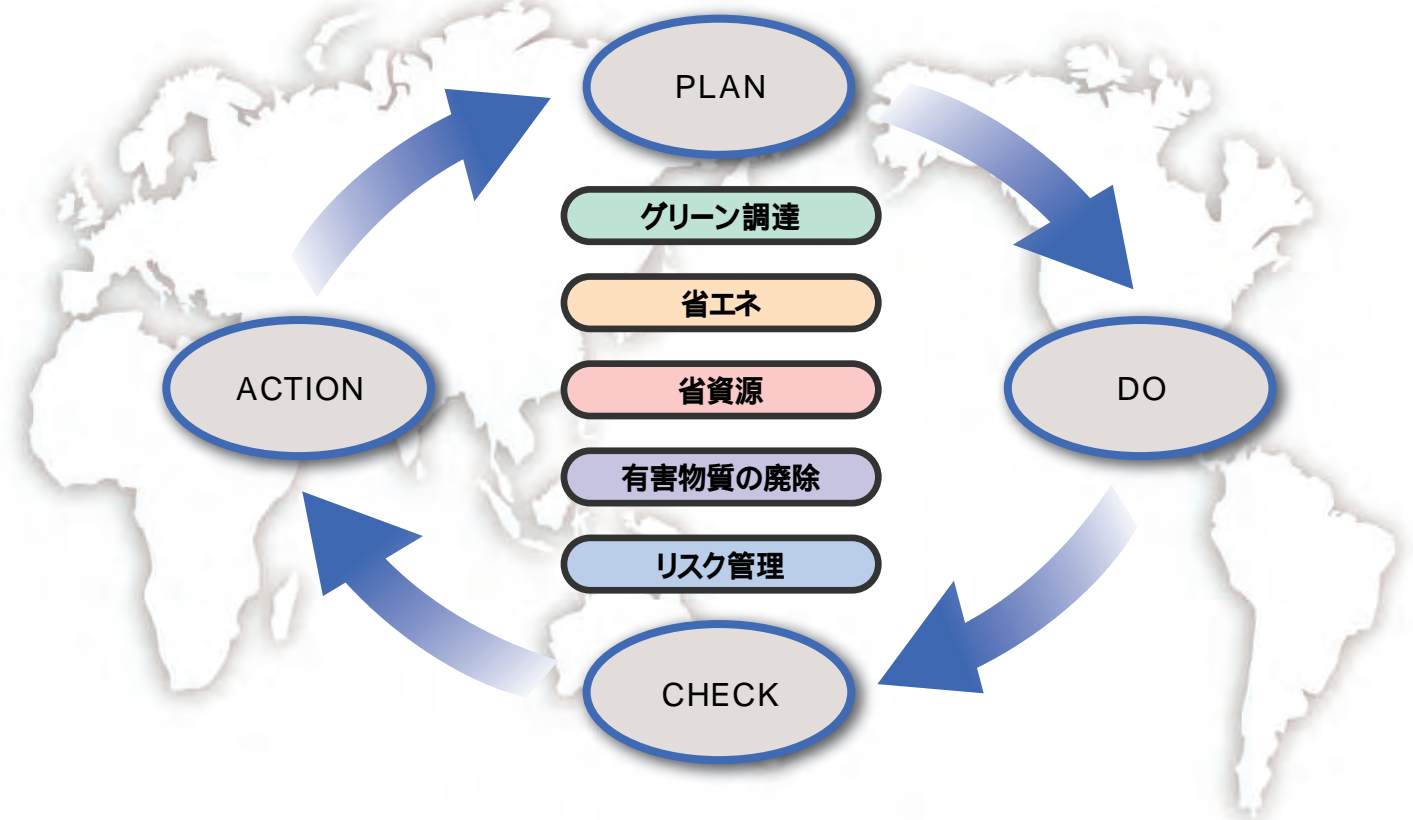 PLAN
グリーン調達
省エネ
省資源
ACTION
DO
有害物質の廃除
リスク管理
CHECK